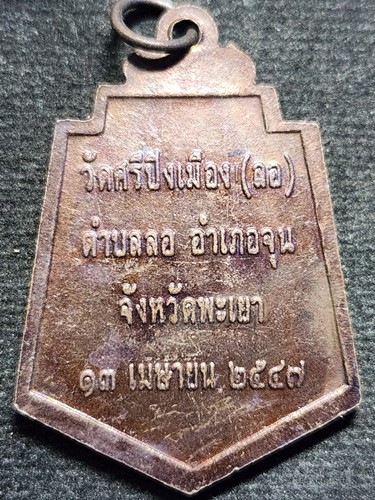 วัดศรีปิงเมือง (ลอ)
ตำบลลอ อำเภอจุน
จังหวัดพะเยา
๑๓ เมษายน ๒๕๔๗